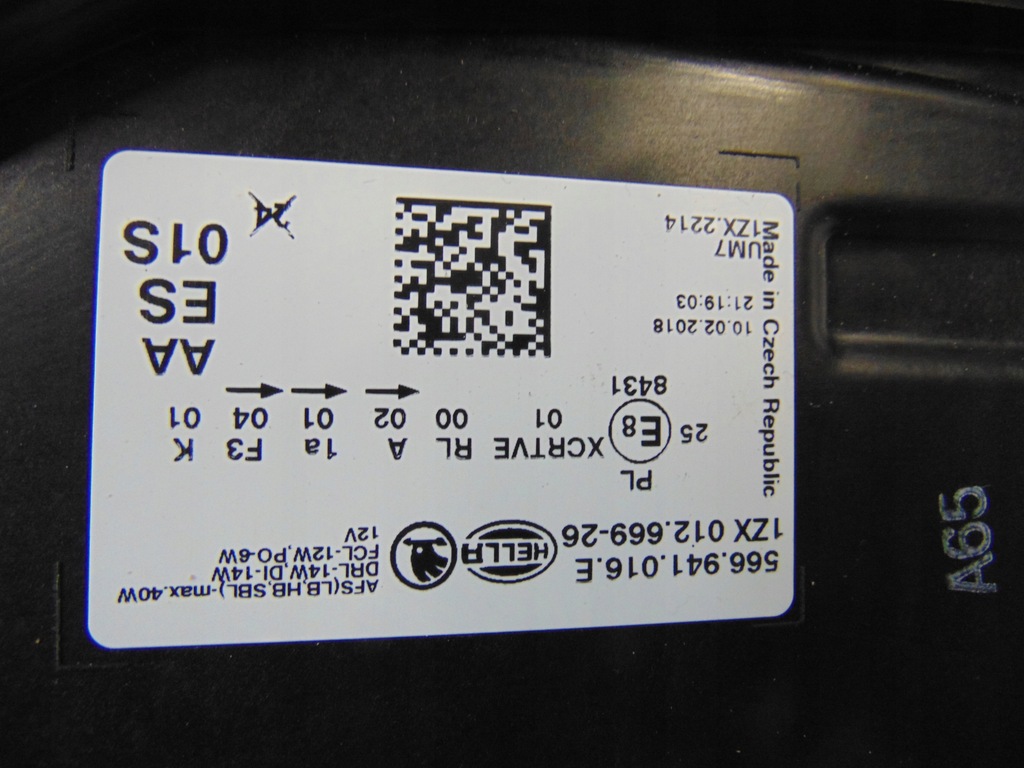 566.941.016.E
1ZX 012.669-26
HELLA
AFS(LB,HB,SBL)-max.40W
DRL-14W,DI-14W
FCL-12W,PO-6W
12V
PL
25 E8
8431
XCRTVE RL A 1a F3 K
01 00 02 01 04 01
10.02.2018
21:19:03
UM7
1ZX.2214
Made in Czech Republic
AA
ES
01S
24
A65